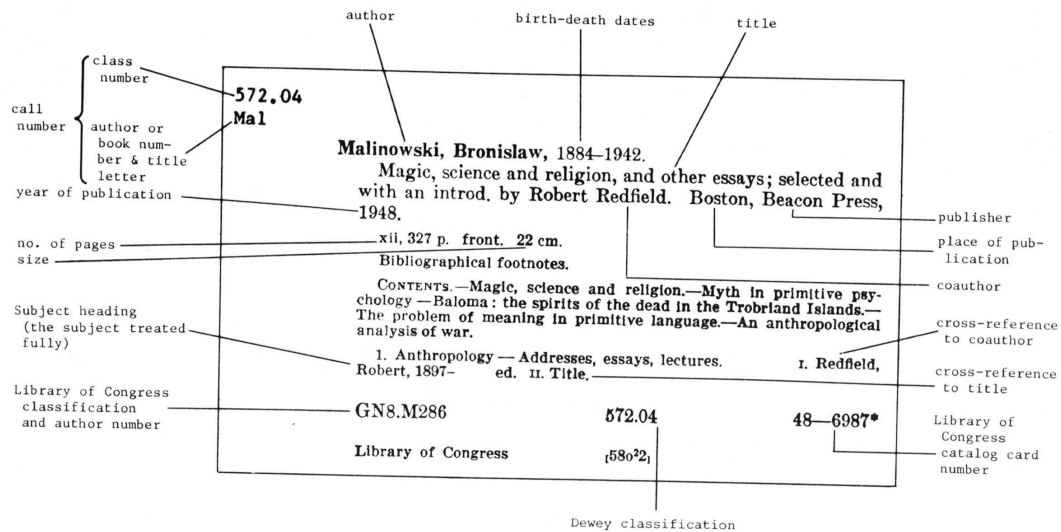 author
birth-death dates
title
class
number
call
number
author or
book num-
ber & title
letter
year of publication
no. of pages
size
Subject heading
(the subject treated
fully)
Library of Congress
classification
and author number
572.04
Mal
Malinowski, Bronislaw, 1884–1942.
Magic, science and religion, and other essays; selected and
with an introd. by Robert Redfield. Boston, Beacon Press,
1948.
xii, 327 p. front. 22 cm.
Bibliographical footnotes.
CONTENTS.—Magic, science and religion.—Myth in primitive psy-
chology—Baloma: the spirits of the dead in the Trobriand Islands.—
The problem of meaning in primitive language.—An anthropological
analysis of war.
1. Anthropology — Addresses, essays, lectures. I. Redfield,
Robert, 1897– ed. II. Title.
GN8.M286 572.04 48—6987*
Library of Congress [58o²2]
publisher
place of pub-
lication
coauthor
cross-reference
to coauthor
cross-reference
to title
Library of
Congress
catalog card
number
Dewey classification